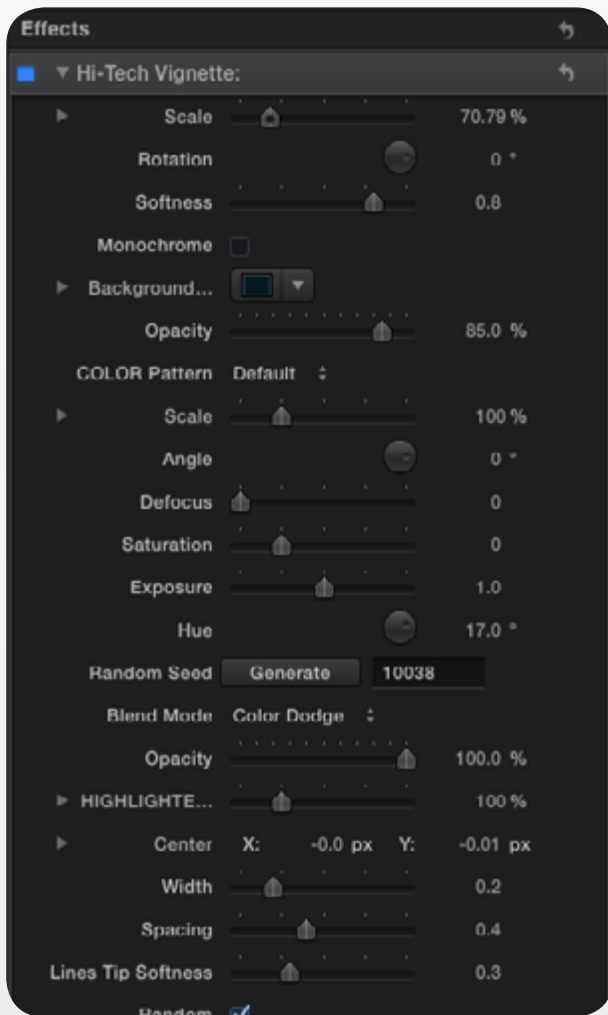 Effects
Hi-Tech Vignette:
Scale 70.79 %
Rotation 0 °
Softness 0.8
Monochrome
Background...
Opacity 85.0 %
COLOR Pattern Default
Scale 100 %
Angle 0 °
Defocus 0
Saturation 0
Exposure 1.0
Hue 17.0 °
Random Seed Generate 10038
Blend Mode Color Dodge
Opacity 100.0 %
HIGHLIGHTE... 100 %
Center X: -0.0 px Y: -0.01 px
Width 0.2
Spacing 0.4
Lines Tip Softness 0.3
Random